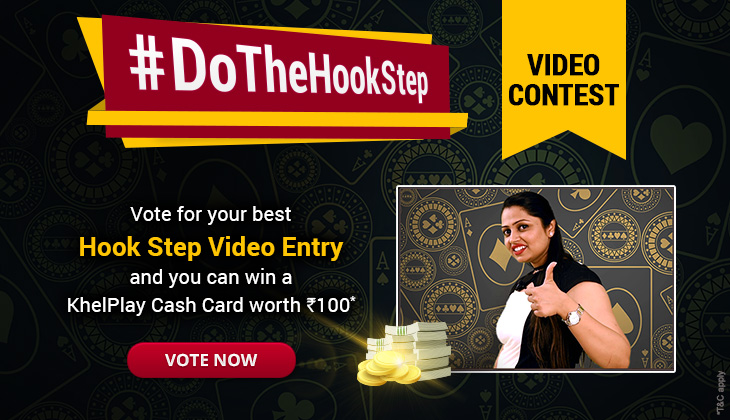 #DoTheHookStep
VIDEO
CONTEST
Vote for your best
Hook Step Video Entry
and you can win a
KhelPlay Cash Card worth ₹100*
VOTE NOW
*T&C apply